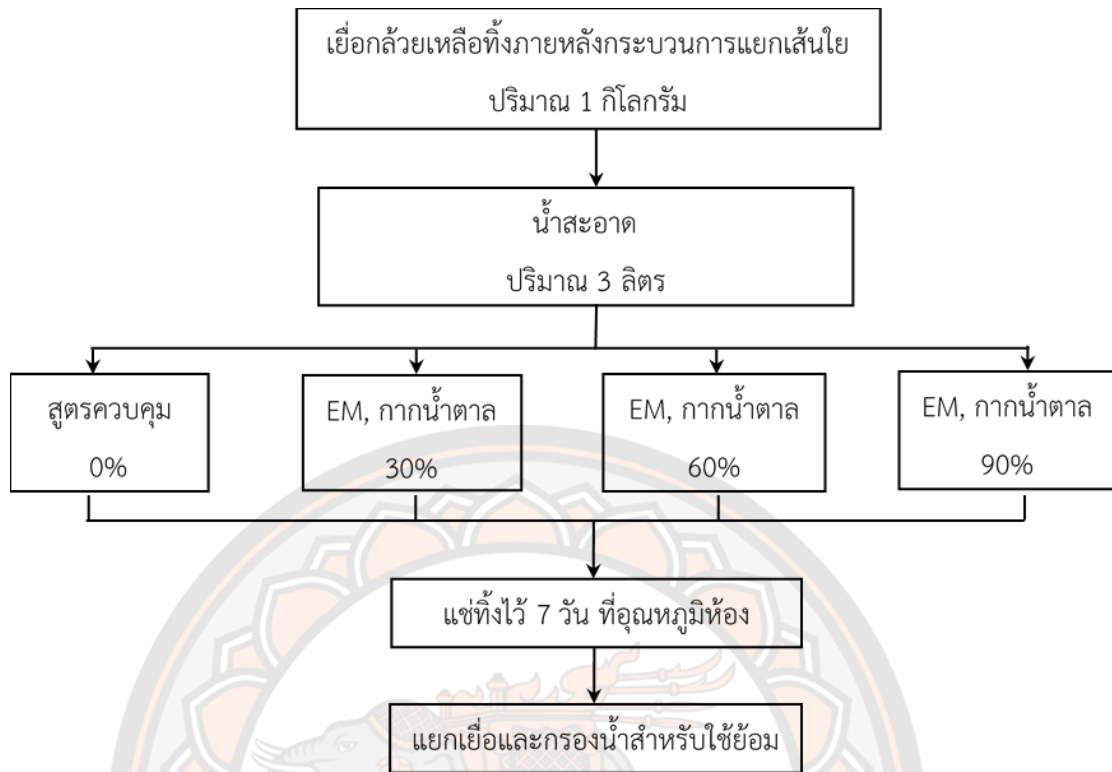 เยื่อกล้วยเหลือทิ้งภายหลังกระบวนการแยกเส้นใย
ปริมาณ 1 กิโลกรัม
น้ำสะอาด
ปริมาณ 3 ลิตร
สูตรควบคุม
0%
EM, กากน้ำตาล
30%
EM, กากน้ำตาล
60%
EM, กากน้ำตาล
90%
แช่ทิ้งไว้ 7 วัน ที่อุณหภูมิห้อง
แยกเยื่อและกรองน้ำสำหรับใช้ย้อม